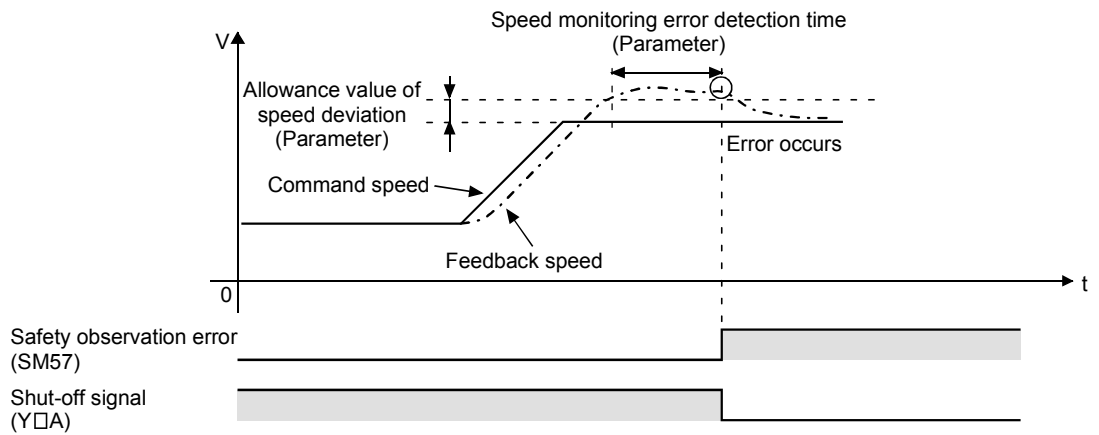 Speed monitoring error detection time
(Parameter)
V
Allowance value of
speed deviation
(Parameter)
Error occurs
Command speed
Feedback speed
0
t
Safety observation error
(SM57)
Shut-off signal
(Y□A)